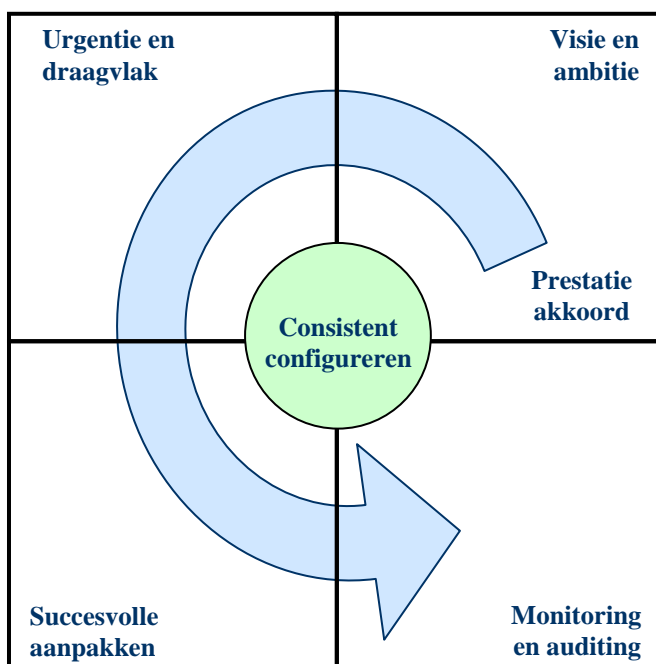 Urgentie en
draagvlak
Visie en
ambitie
Prestatie
akkoord
Consistent
configureren
Succesvolle
aanpakken
Monitoring
en auditing